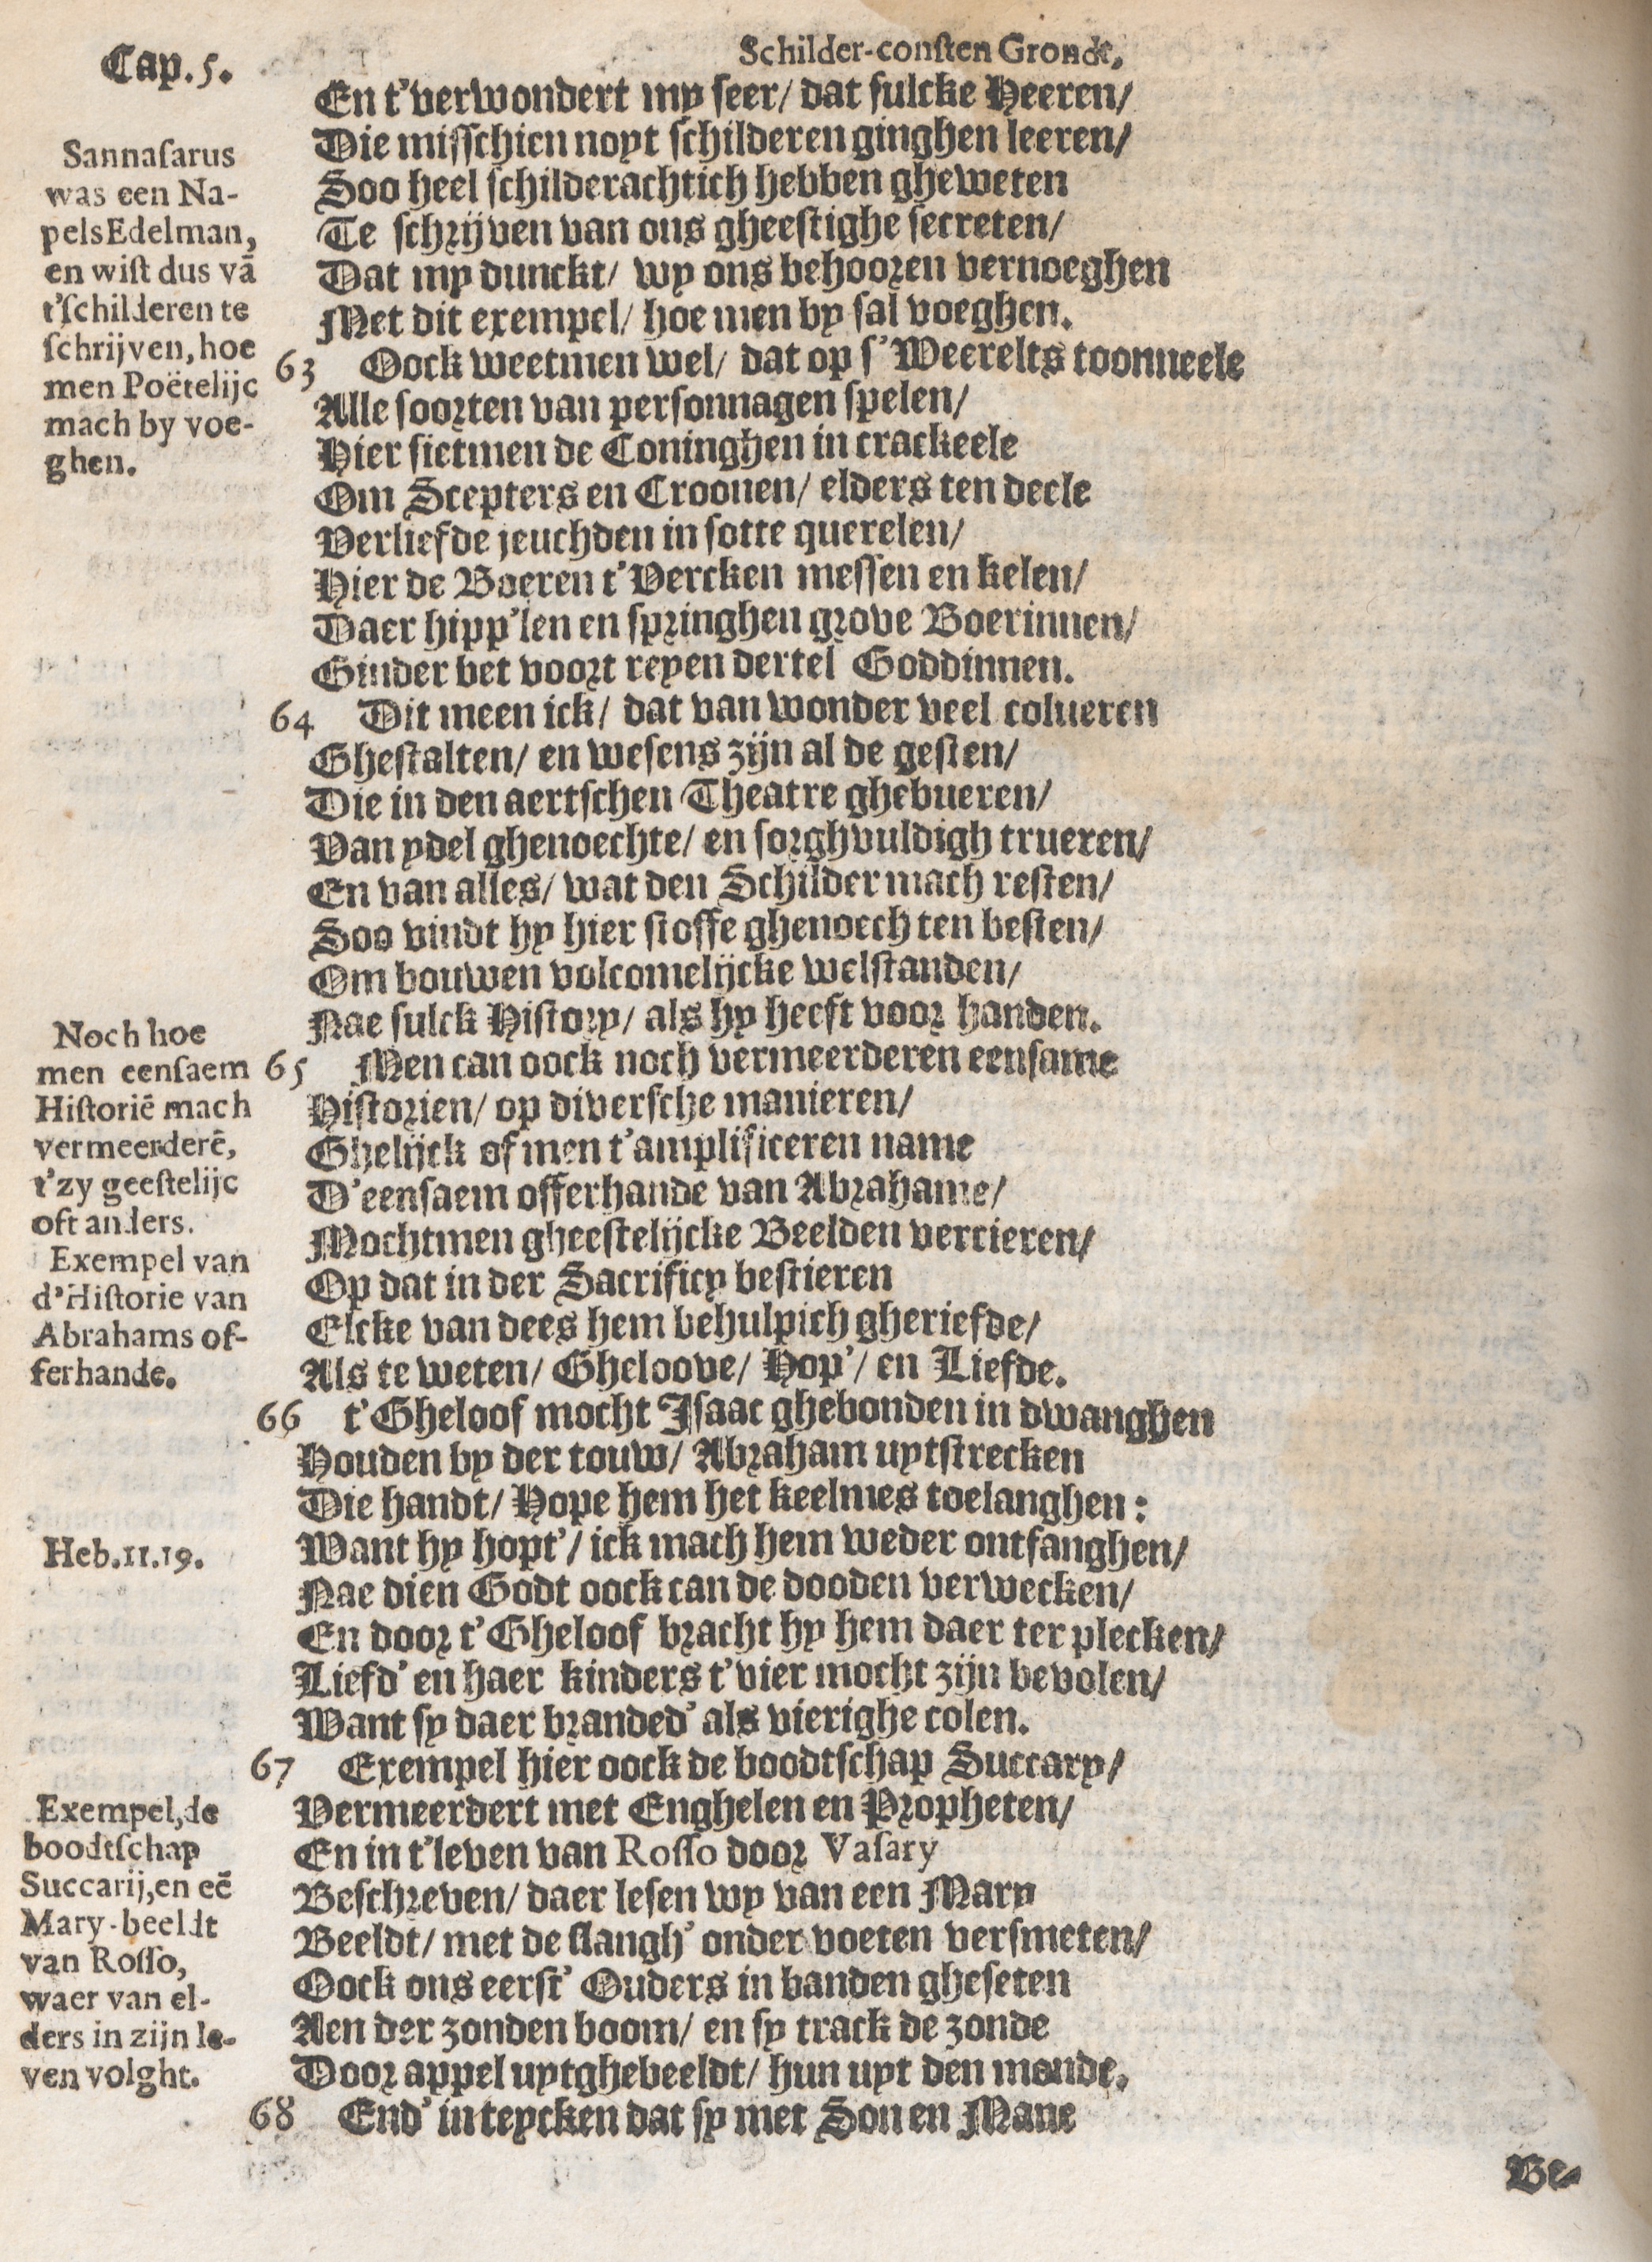 Cap. 5.
Schilder-consten Grondt,
En t'verwondert my seer/ dat sulcke Heeren/
Die misschien noyt schilderen ginghen leeren/
Soo heel schilderachtich hebben gheweten
Te schrijven van ons gheestighe secreten/
Dat my dunckt/ wy ons behooren vernoeghen
Met dit exempel/ hoe men by sal voeghen.
Sannaſarus
was een Na-
pels Edelman,
en wiſt dus vā
t'ſchilderen te
ſchrijven, hoe
men Poëtelijc
mach by voe-
ghen.
63 Oock weetmen wel/ dat op s'Weerelts toonneele
Alle soorten van personnagen spelen/
Hier sietmen de Coninghen in crackeele
Om Scepters en Croonen/ elders ten deele
Verliefde jeuchden in sotte querelen/
Hier de Boeren t'Vercken messen en kelen/
Daer hipp'len en springhen grove Boerinnen/
Ginder bet voort reyen dertel Goddinnen.
64 Dit meen ick/ dat van wonder veel colueren
Ghestalten/ en wesens zijn al de gesten/
Die in den aertschen Theatre ghebueren/
Van ydel ghenoechte/ en sorghvuldigh trueren/
En van alles/ wat den Schilder mach resten/
Soo vindt hy hier stoffe ghenoech ten besten/
Om bouwen volcomelijcke welstanden/
Nae sulck History/ als hy heeft voor handen.
Noch hoe
men eenſaem
Hiſtoriē mach
vermeerderē,
t'zy geeſtelijc
oft anders.
Exempel van
d'Hiſtorie van
Abrahams of-
ferhande.
65 Men can oock noch vermeerderen eensame
Historien/ op diversche manieren/
Ghelijck of men t'amplificeren name
D'eensaem offerhande van Abrahame/
Mochtmen gheestelijcke Beelden vercieren/
Op dat in der Sacrificy bestieren
Elcke van dees hem behulpich gheriefde/
Als te weten/ Gheloove/ Hop'/ en Liefde.
66 t'Gheloof mocht Isaac ghebonden in dwanghen
Houden by der touw/ Abraham uytstrecken
Die handt/ Hope hem het keelmes toelanghen:
Want hy hopt'/ ick mach hem weder ontfanghen/
Heb. 11. 19.
Nae dien Godt oock can de dooden verwecken/
En door t'Gheloof bracht hy hem daer ter plecken/
Liefd' en haer kinders t'vier mocht zijn bevolen/
Want sy daer branded' als vierighe colen.
67 Exempel hier oock de boodtschap Succary/
Vermeerdert met Enghelen en Propheten/
En in t'leven van Roſſo door Vaſary
Beschreven/ daer lesen wy van een Mary
Beeldt/ met de slangh' onder voeten versmeten/
Oock ons eerst' Ouders in banden gheseten
Aen der zonden boom/ en sy track de zonde
Door appel uytghebeeldt/ hun uyt den monde.
Exempel, de
boodtſchap
Succarij, en eē
Mary-beeldt
van Roſſo,
waer van el-
ders in zijn le-
ven volght.
68 End' in teycken dat sy met Son en Mane
Be-